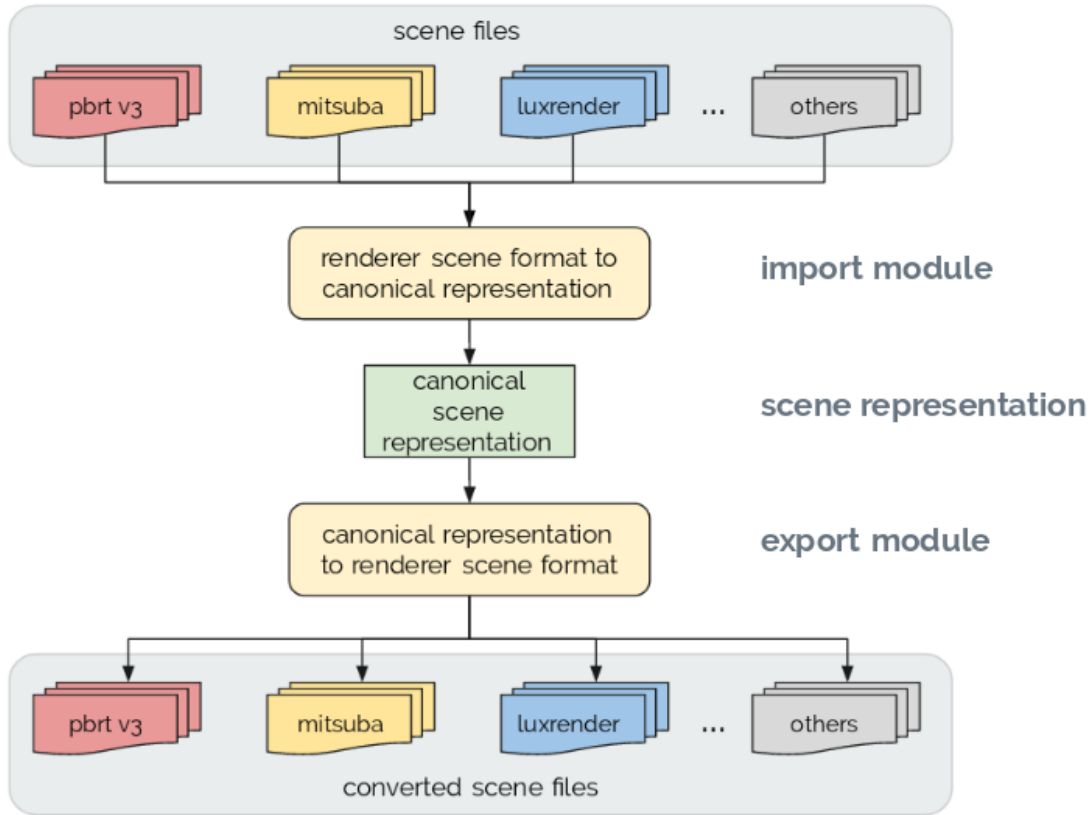 scene files
pbrt v3
mitsuba
luxrender
...
others
renderer scene format to
canonical representation
import module
canonical
scene
representation
scene representation
canonical representation
to renderer scene format
export module
pbrt v3
mitsuba
luxrender
...
others
converted scene files